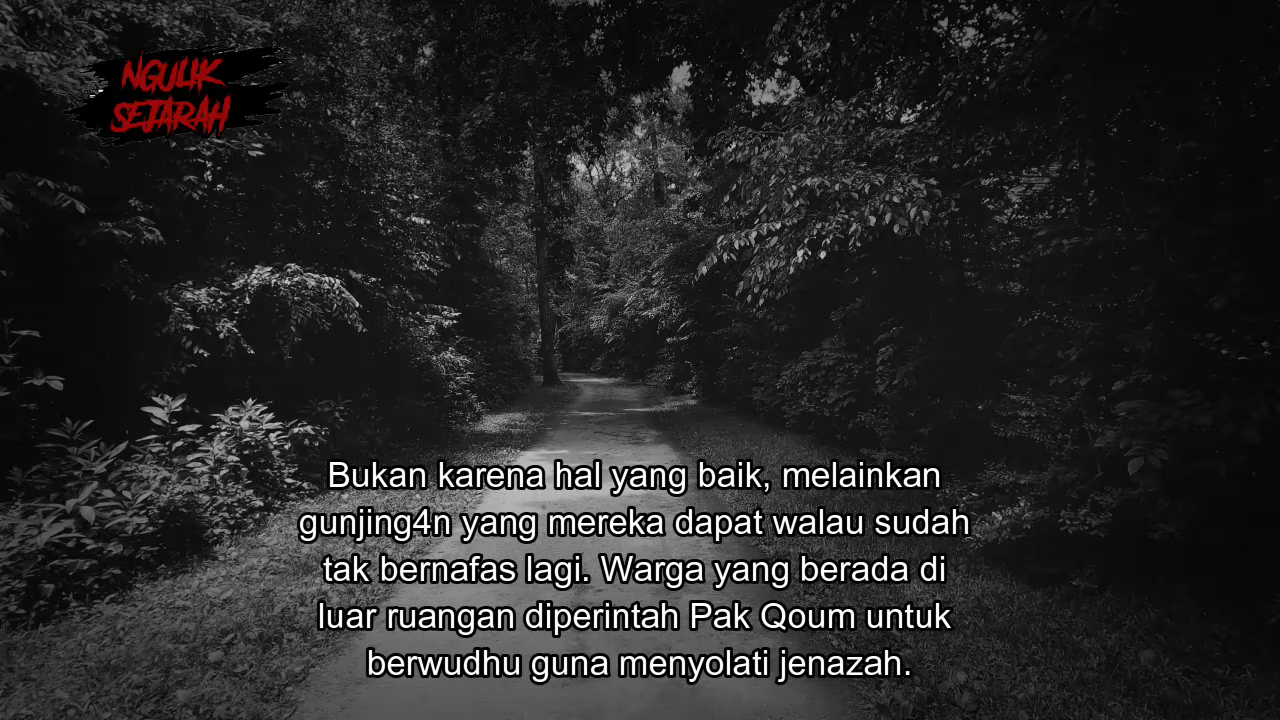 NGULIK
SEJARAH
Bukan karena hal yang baik, melainkan
gunjing4n yang mereka dapat walau sudah
tak bernafas lagi. Warga yang berada di
luar ruangan diperintah Pak Qoum untuk
berwudhu guna menyolati jenazah.